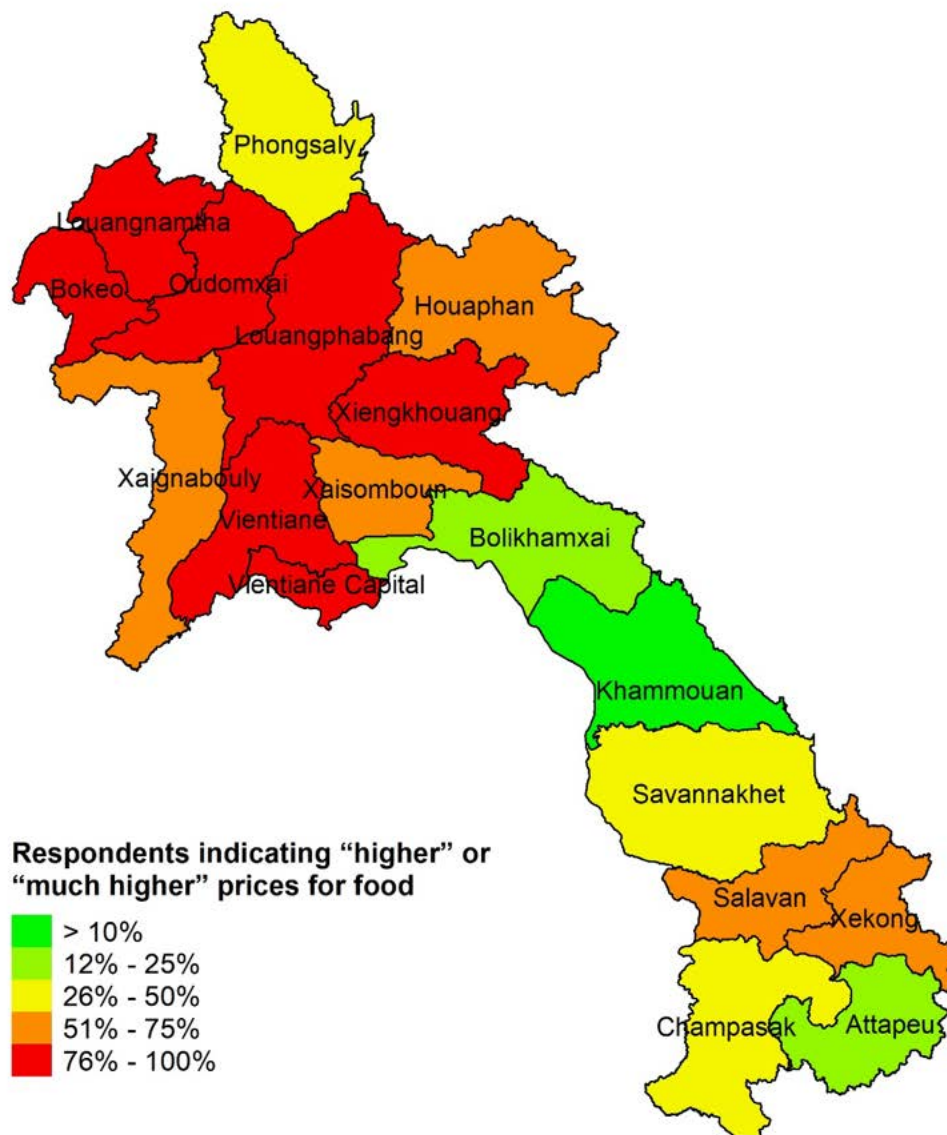 Phongsaly
Louangnamtha
Bokeo
Oudomxai
Houaphan
Louangphabang
Xiengkhouang
Xaignabouly
Xaisomboun
Vientiane
Bolikhamxai
Vientiane Capital
Khammouan
Savannakhet
Salavan
Xekong
Champasak
Attapeu
Respondents indicating “higher” or
“much higher” prices for food
> 10%
12% - 25%
26% - 50%
51% - 75%
76% - 100%